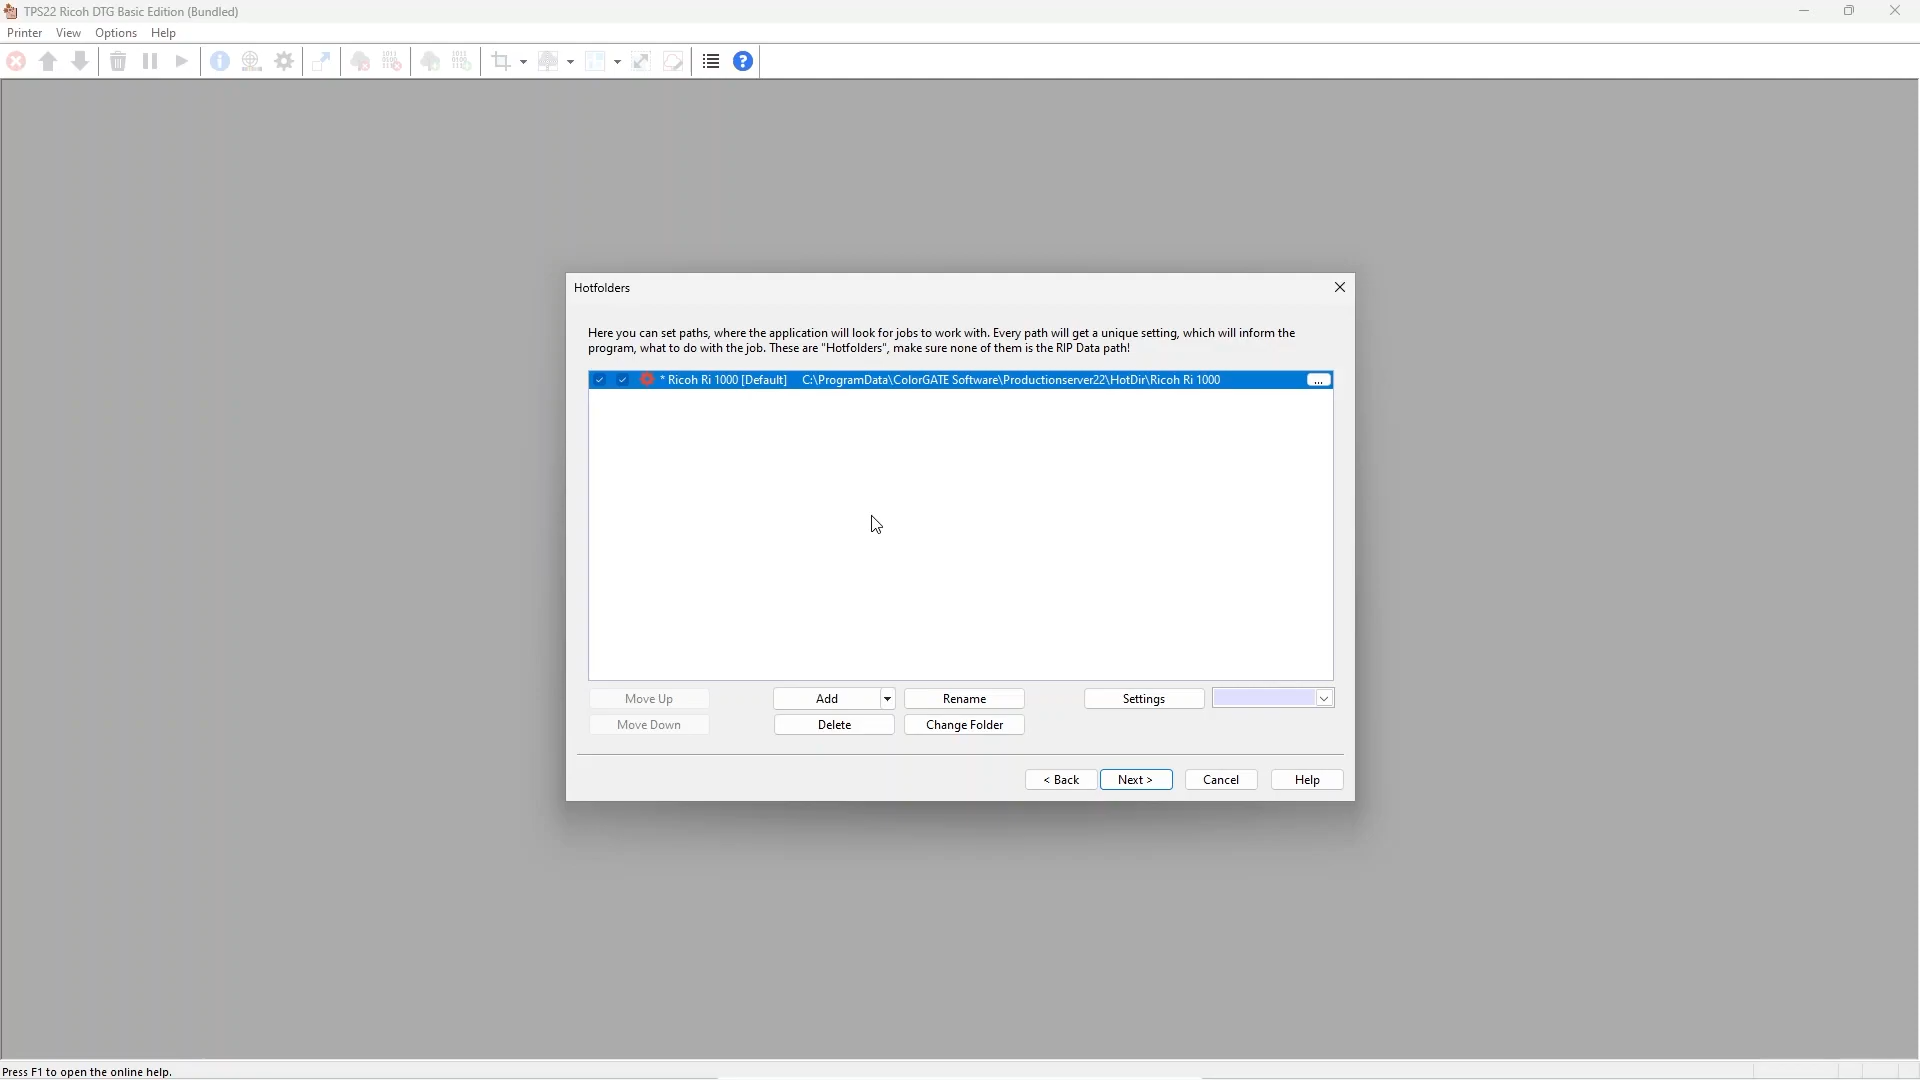 TPS22 Ricoh DTG Basic Edition (Bundled)
Printer View Options Help
Hotfolders
Here you can set paths, where the application will look for jobs to work with. Every path will get a unique setting, which will inform the
program, what to do with the job. These are "Hotfolders", make sure none of them is the RIP Data path!
* Ricoh Ri 1000 [Default] C:\ProgramData\ColorGATE Software\Productionserver22\HotDir\Ricoh Ri 1000 ...
Move Up Add Rename Settings
Move Down Delete Change Folder
< Back Next > Cancel Help
Press F1 to open the online help.